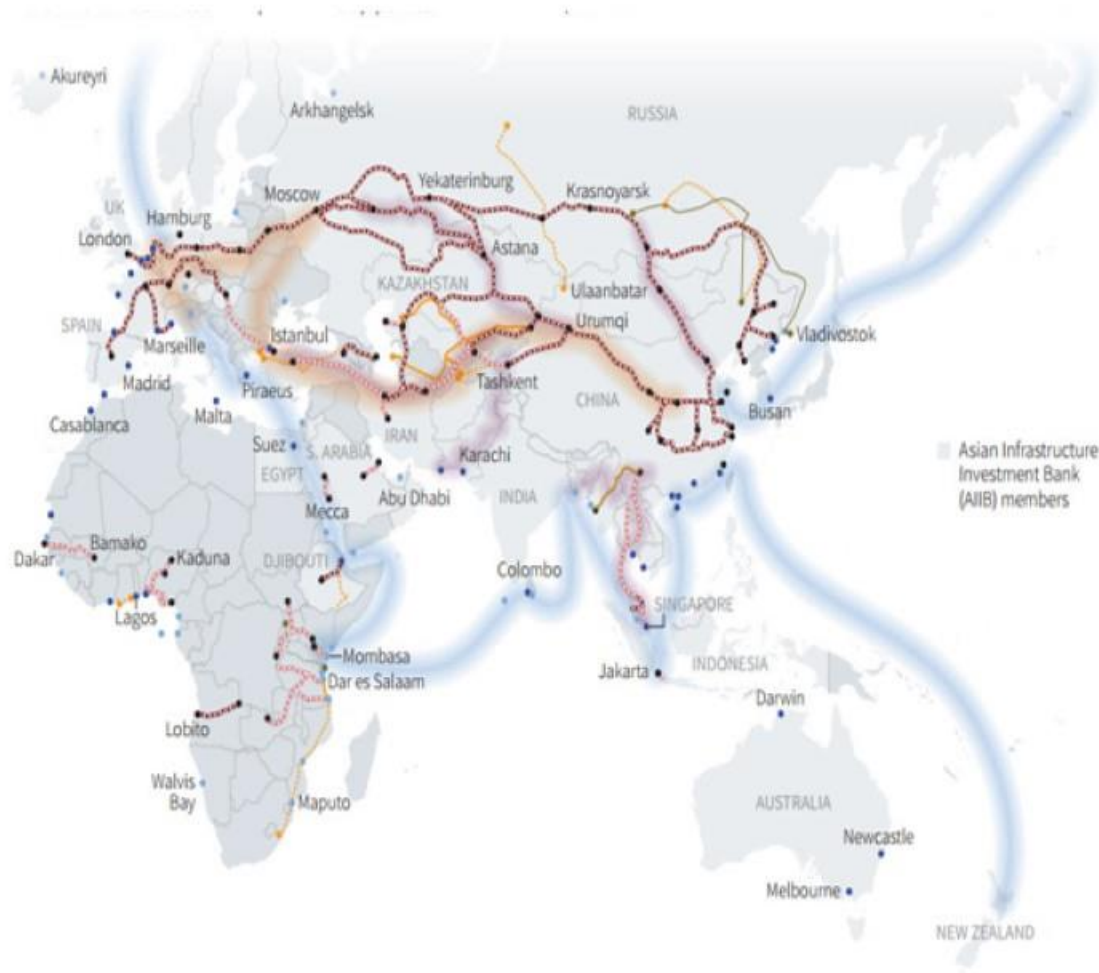 Akureyri
Arkhangelsk
RUSSIA
Yekaterinburg
Krasnoyarsk
Moscow
UK
Hamburg
London
Astana
KAZAKHSTAN
Ulaanbatar
Urumqi
SPAIN
Istanbul
Vladivostok
Marseille
Madrid
Piraeus
Tashkent
CHINA
Busan
Malta
Casablanca
IRAN
Suez
S. ARABIA
Karachi
EGYPT
Abu Dhabi
INDIA
Mecca
Asian Infrastructure
Investment Bank
(AIIB) members
Bamako
Dakar
Kaduna
DJIBOUTI
Colombo
Lagos
SINGAPORE
Mombasa
Jakarta
INDONESIA
Dar es Salaam
Darwin
Lobito
Walvis
Bay
Maputo
AUSTRALIA
Newcastle
Melbourne
NEW ZEALAND